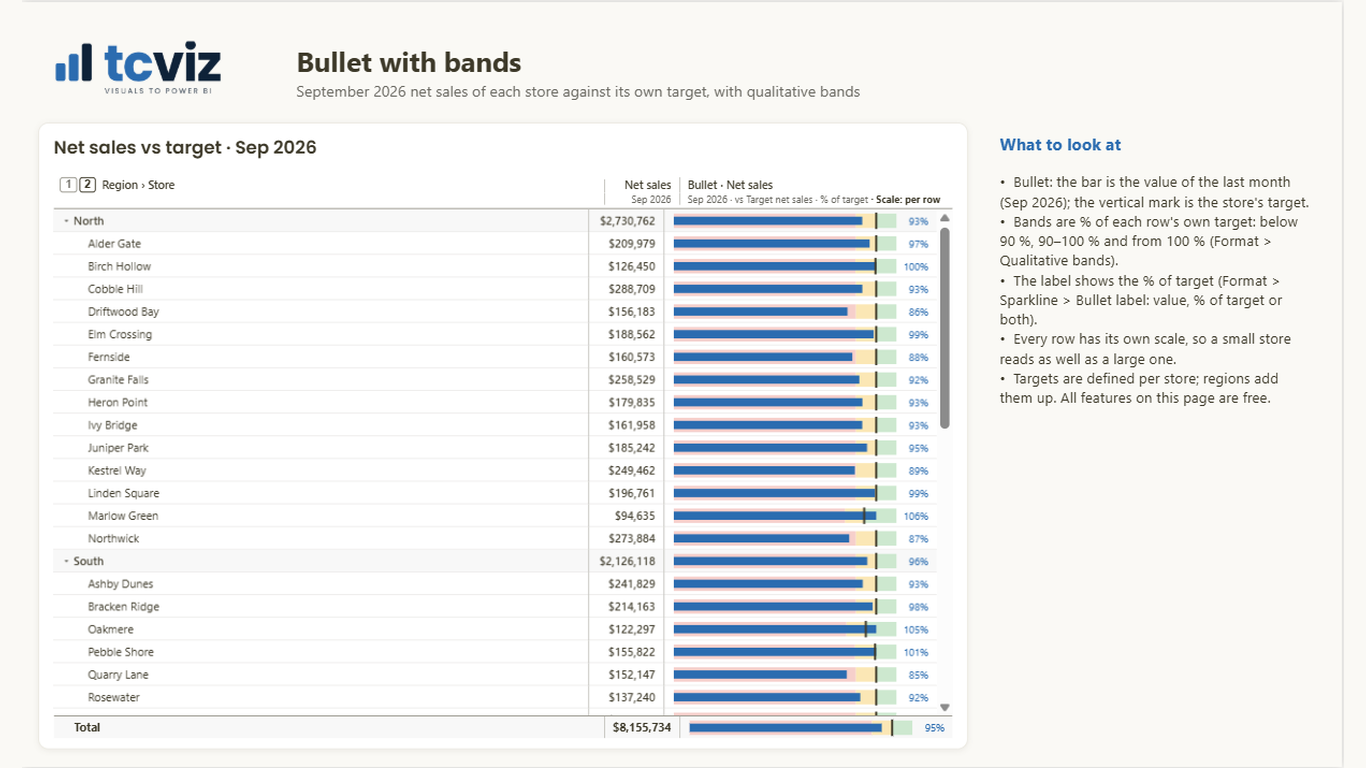 tcviz
VISUALS TO POWER BI
Bullet with bands
September 2026 net sales of each store against its own target, with qualitative bands
Net sales vs target · Sep 2026
1 2 Region › Store
Net sales
Sep 2026
Bullet · Net sales
Sep 2026 · vs Target net sales · % of target · Scale: per row
North $2,730,762 93%
Alder Gate $209,979 97%
Birch Hollow $126,450 100%
Cobble Hill $288,709 93%
Driftwood Bay $156,183 86%
Elm Crossing $188,562 99%
Fernside $160,573 88%
Granite Falls $258,529 92%
Heron Point $179,835 93%
Ivy Bridge $161,958 93%
Juniper Park $185,242 95%
Kestrel Way $249,462 89%
Linden Square $196,761 99%
Marlow Green $94,635 106%
Northwick $273,884 87%
South $2,126,118 96%
Ashby Dunes $241,829 93%
Bracken Ridge $214,163 98%
Oakmere $122,297 105%
Pebble Shore $155,822 101%
Quarry Lane $152,147 85%
Rosewater $137,240 92%
Total $8,155,734 95%
What to look at
• Bullet: the bar is the value of the last month
(Sep 2026); the vertical mark is the store's target.
• Bands are % of each row's own target: below
90 %, 90–100 % and from 100 % (Format >
Qualitative bands).
• The label shows the % of target (Format >
Sparkline > Bullet label: value, % of target or
both).
• Every row has its own scale, so a small store
reads as well as a large one.
• Targets are defined per store; regions add
them up. All features on this page are free.